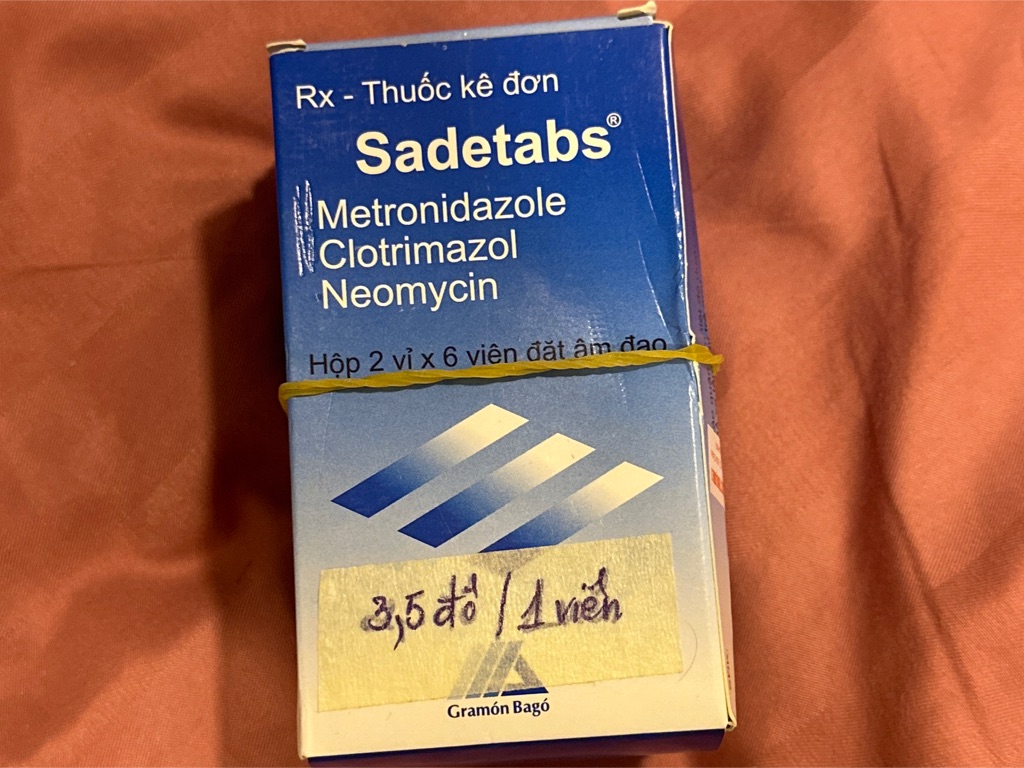 Rx - Thuốc kê đơn
Sadetabs®
Metronidazole
Clotrimazol
Neomycin
Hộp 2 vỉ x 6 viên đặt âm đạo
3,5 đô / 1 viên
Gramón Bagó